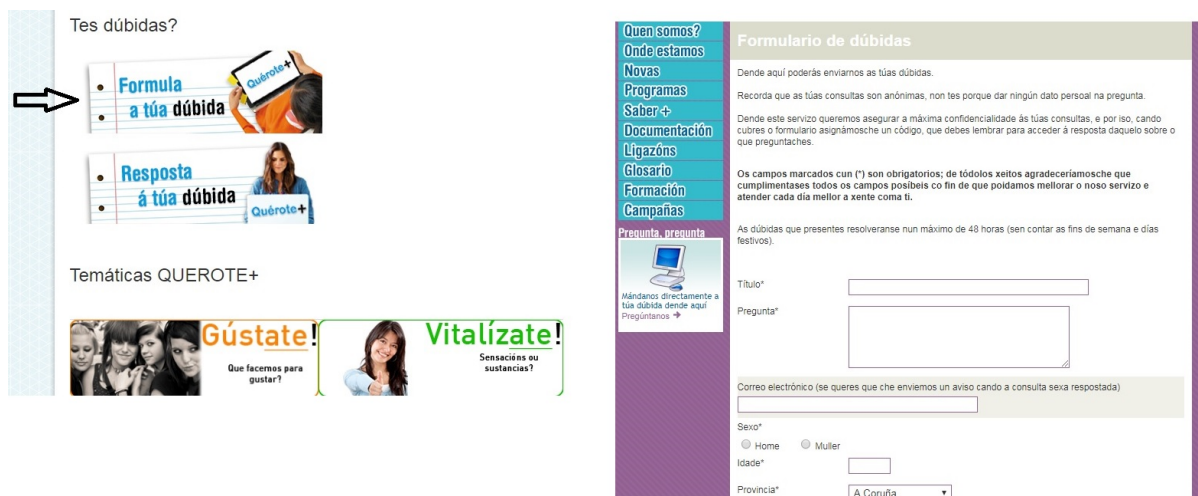 Tes dúbidas?
Formula
a túa dúbida
Quérote+
Resposta
á túa dúbida
Quérote+
Temáticas QUEROTE+
Gústate!
Que facemos para
gustar?
Vitalízate!
Sensacións ou
sustancias?
Quen somos?
Onde estamos
Novas
Programas
Saber +
Documentación
Ligazóns
Glosario
Formación
Campañas
Pregunta, pregunta
Mándanos directamente a
túa dúbida dende aquí
Pregúntanos
Formulario de dúbidas
Dende aquí poderás enviarnos as túas dúbidas.
Recorda que as túas consultas son anónimas, non tes porque dar ningún dato persoal na pregunta.
Dende este servizo queremos asegurar a máxima confidencialidade ás túas consultas, e por iso, cando
cubres o formulario asignámosche un código, que debes lembrar para acceder á resposta daquelo sobre o
que preguntaches.
Os campos marcados cun (*) son obrigatorios; de tódolos xeitos agradeceríamosche que
cumplimentases todos os campos posíbeis co fin de que poidamos mellorar o noso servizo e
atender cada día mellor a xente coma ti.
As dúbidas que presentes resolveranse nun máximo de 48 horas (sen contar as fins de semana e días
festivos).
Título*
Pregunta*
Correo electrónico (se queres que che enviemos un aviso cando a consulta sexa respostada)
Sexo*
Home Muller
Idade*
Provincia* A Coruña